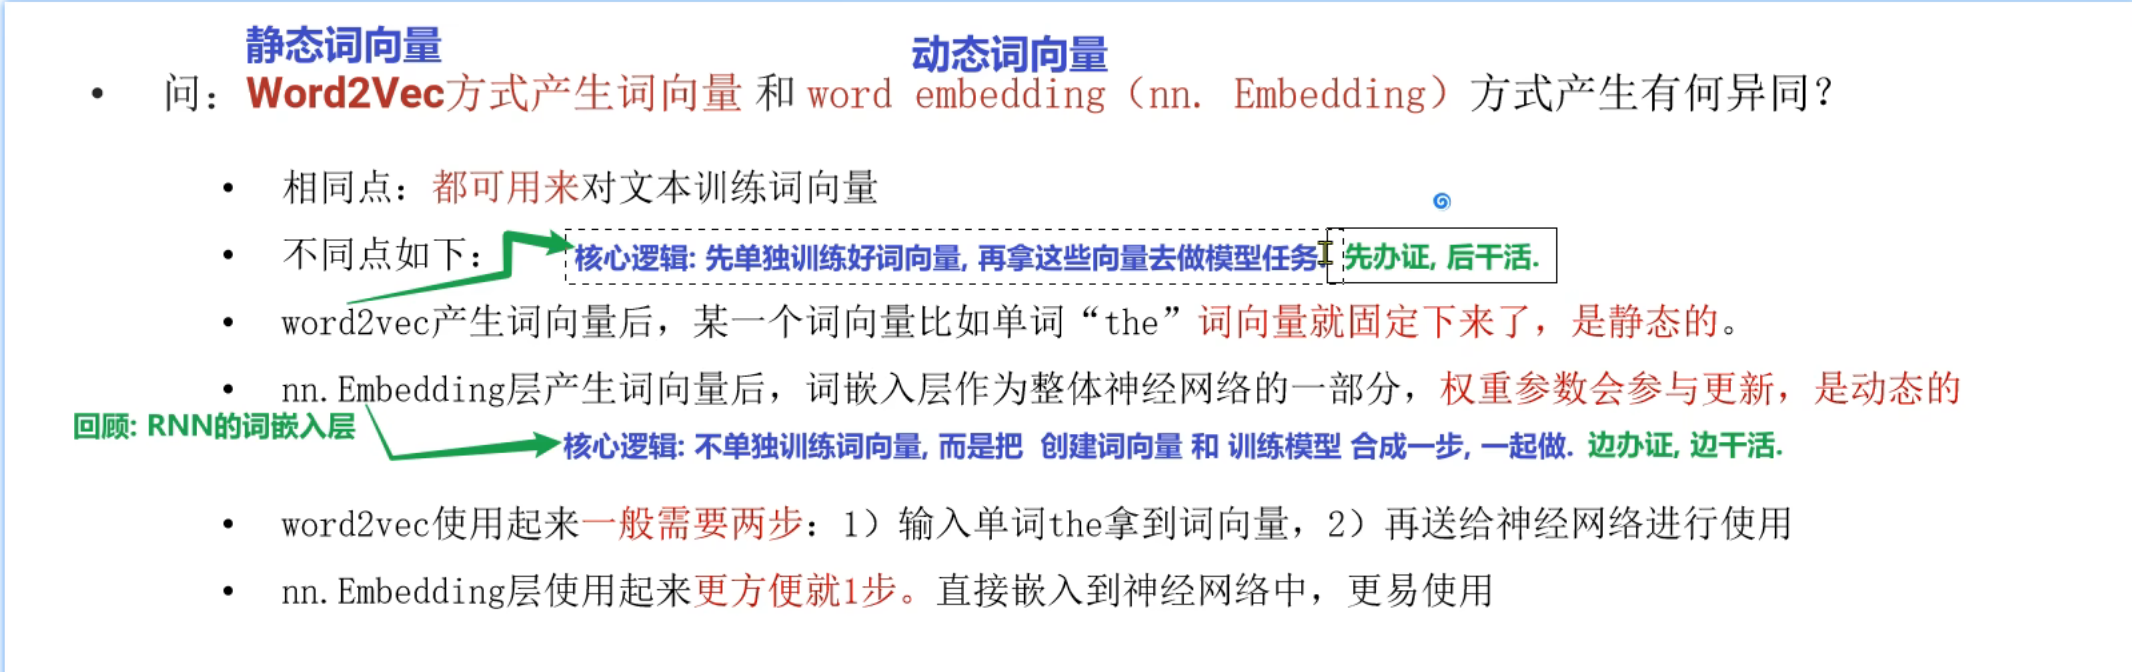 静态词向量
动态词向量
• 问：Word2Vec方式产生词向量 和 word embedding（nn. Embedding）方式产生有何异同？
• 相同点：都可用来对文本训练词向量
• 不同点如下：
核心逻辑: 先单独训练好词向量, 再拿这些向量去做模型任务. 先办证, 后干活.
• word2vec产生词向量后，某一个词向量比如单词“the”词向量就固定下来了，是静态的。
• nn.Embedding层产生词向量后，词嵌入层作为整体神经网络的一部分，权重参数会参与更新，是动态的
回顾: RNN的词嵌入层
核心逻辑: 不单独训练词向量, 而是把 创建词向量 和 训练模型 合成一步, 一起做. 边办证, 边干活.
• word2vec使用起来一般需要两步：1）输入单词the拿到词向量，2）再送给神经网络进行使用
• nn.Embedding层使用起来更方便就1步。直接嵌入到神经网络中，更易使用